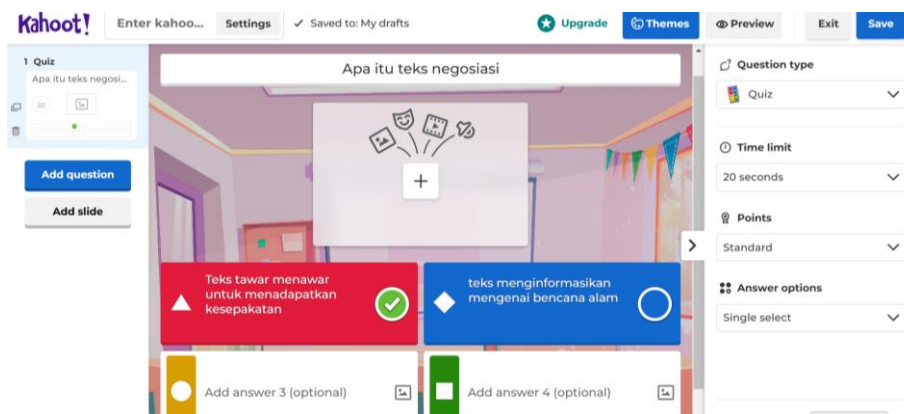 Kahoot!
Enter kahoo...
Settings
✓ Saved to: My drafts
Upgrade
Themes
Preview
Exit
Save
1 Quiz
Apa itu teks negosi...
20
Add question
Add slide
Apa itu teks negosiasi
Teks tawar menawar
untuk menadapatkan
kesepakatan
teks menginformasikan
mengenai bencana alam
Add answer 3 (optional)
Add answer 4 (optional)
Question type
Quiz
Time limit
20 seconds
Points
Standard
Answer options
Single select